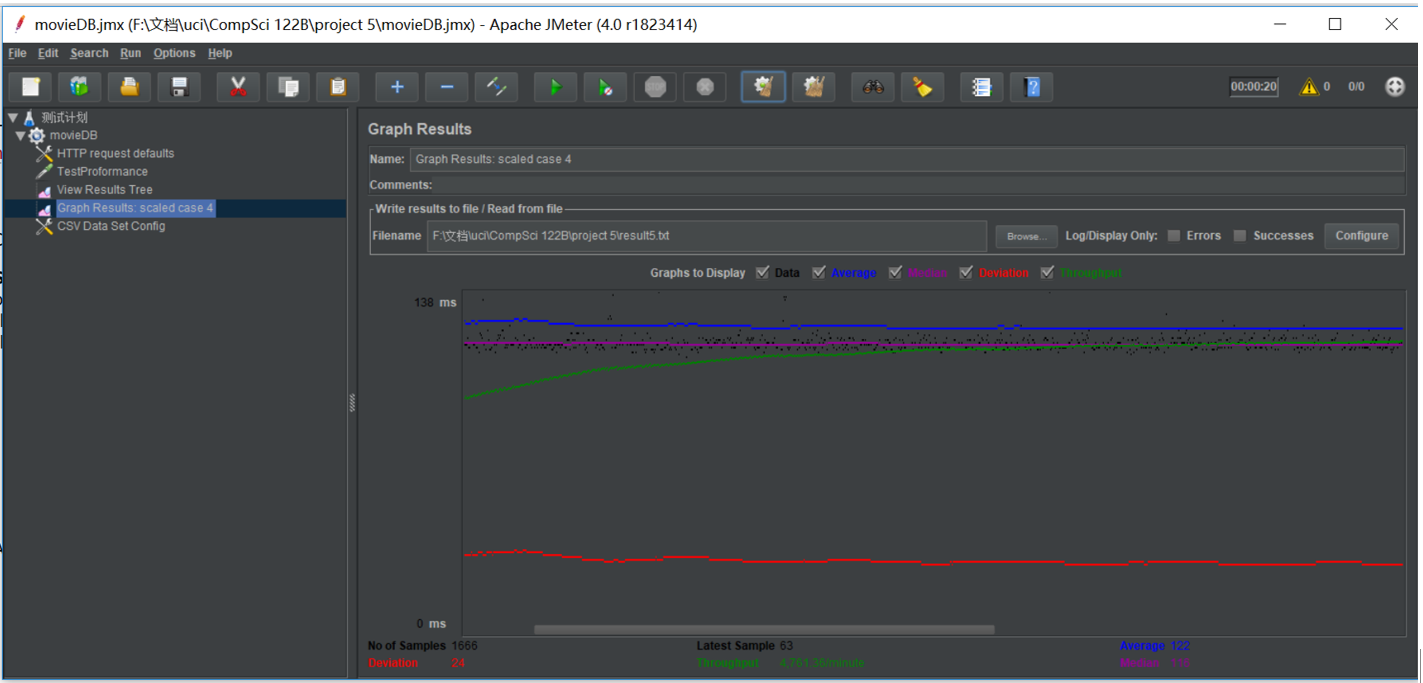 movieDB.jmx (F:\文档\uci\CompSci 122B\project 5\movieDB.jmx) - Apache JMeter (4.0 r1823414)
File Edit Search Run Options Help
00:00:20 0 0/0
测试计划
movieDB
HTTP request defaults
TestProformance
View Results Tree
Graph Results: scaled case 4
CSV Data Set Config
Graph Results
Name: Graph Results: scaled case 4
Comments:
Write results to file / Read from file
Filename F:\文档\uci\CompSci 122B\project 5\result5.txt Browse... Log/Display Only: Errors Successes Configure
Graphs to Display Data Average Median Deviation Throughput
138 ms
0 ms
No of Samples 1666 Latest Sample 63 Average 122
Deviation 24 Throughput Median